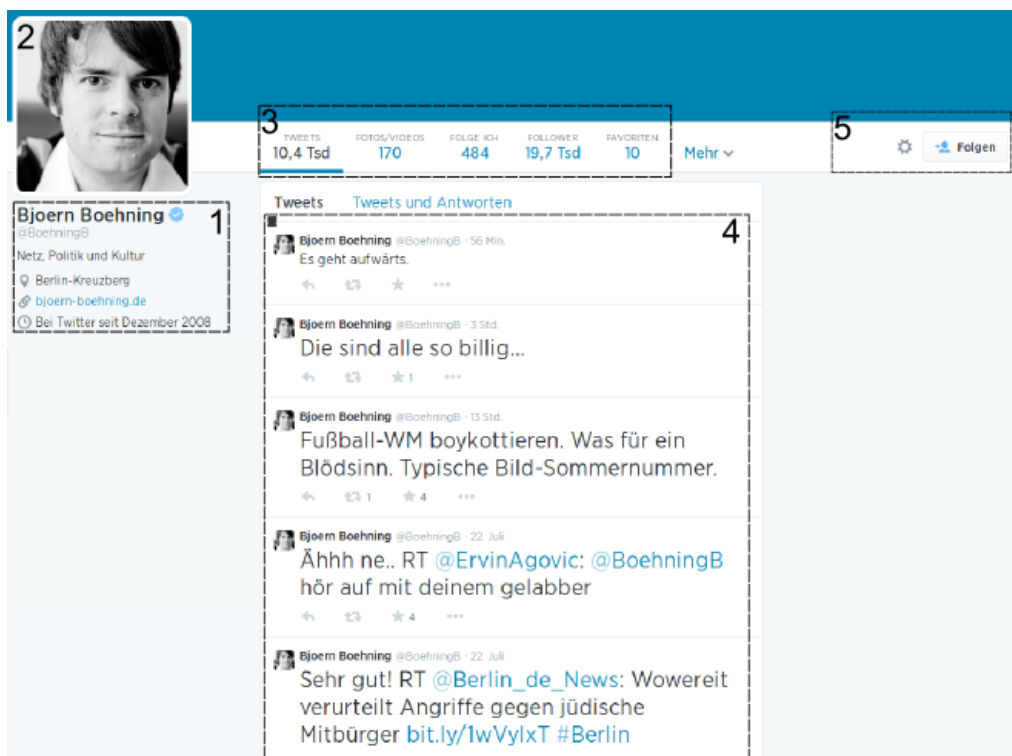 2
3
TWEETS FOTOS/VIDEOS FOLGE ICH FOLLOWER FAVORITEN
10,4 Tsd 170 484 19,7 Tsd 10 Mehr
5
Folgen
Bjoern Boehning
1
@BoehningB
Netz, Politik und Kultur
Berlin-Kreuzberg
bjoern-boehning.de
Bei Twitter seit Dezember 2008
Tweets Tweets und Antworten
4
Bjoern Boehning @BoehningB · 56 Min.
Es geht aufwärts.
Bjoern Boehning @BoehningB · 3 Std.
Die sind alle so billig...
1
Bjoern Boehning @BoehningB · 13 Std.
Fußball-WM boykottieren. Was für ein
Blödsinn. Typische Bild-Sommernummer.
1 4
Bjoern Boehning @BoehningB · 22. Juli
Ähhh ne.. RT @ErvinAgovic: @BoehningB
hör auf mit deinem gelabber
4
Bjoern Boehning @BoehningB · 22. Juli
Sehr gut! RT @Berlin_de_News: Wowereit
verurteilt Angriffe gegen jüdische
Mitbürger bit.ly/1wVylxT #Berlin